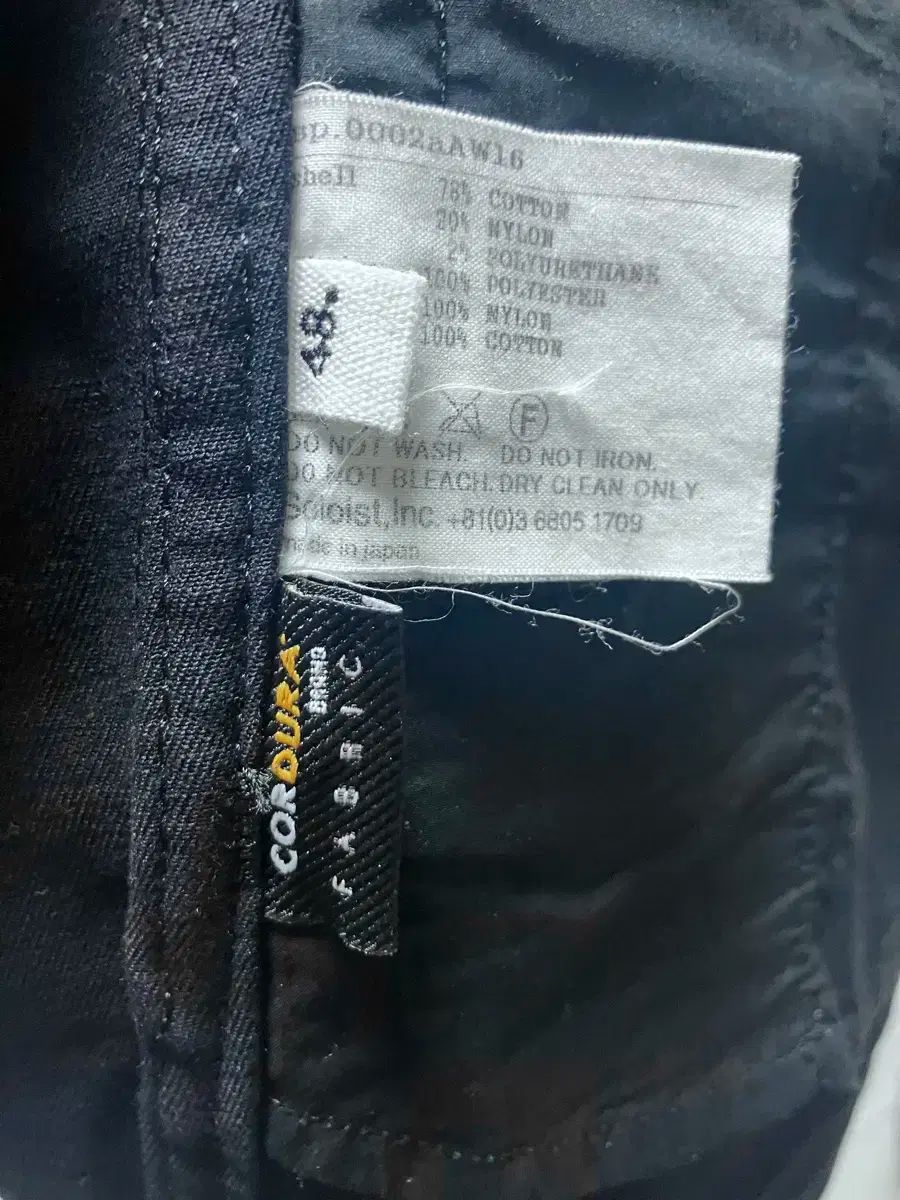 sp.0002aAW16
shell
78% COTTON
20% NYLON
2% POLYURETHANE
100% POLYESTER
100% NYLON
100% COTTON
48.
F
DO NOT WASH. DO NOT IRON.
DO NOT BLEACH. DRY CLEAN ONLY.
Soloist,Inc. +81(0)3 6805 1709
made in japan
CORDURA
BRAND
FABRIC